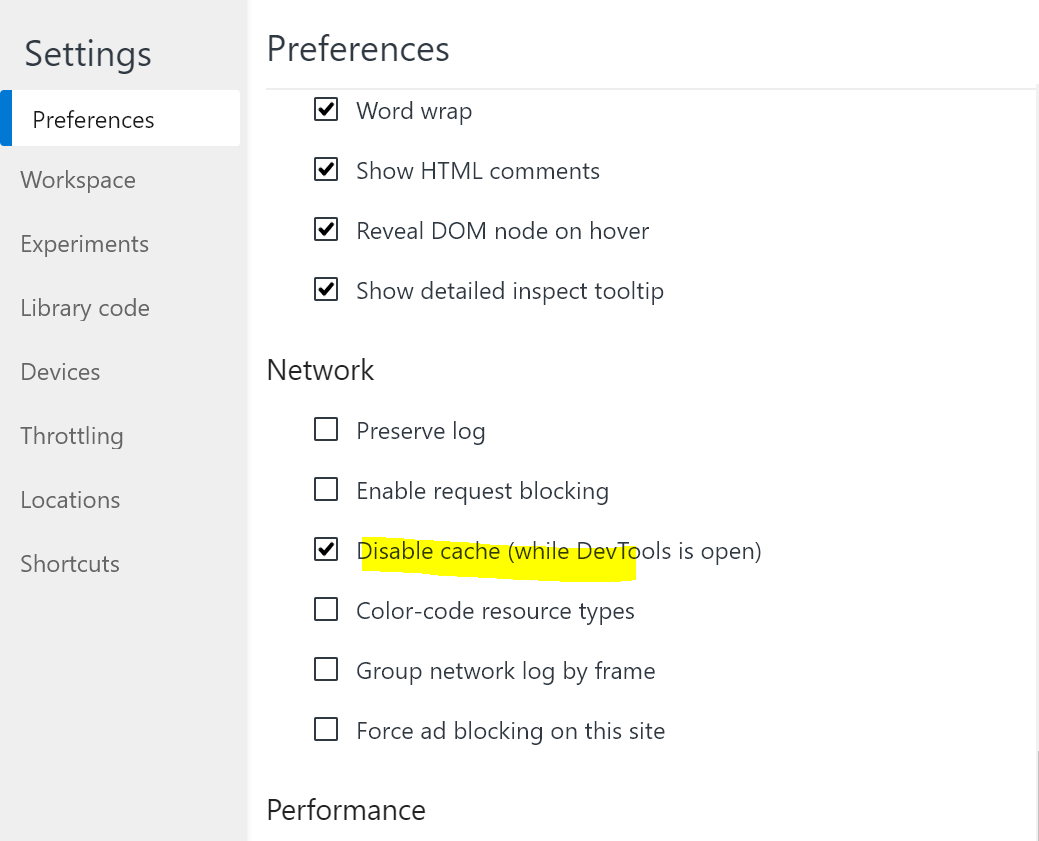 Settings
Preferences
Workspace
Experiments
Library code
Devices
Throttling
Locations
Shortcuts
Preferences
Word wrap
Show HTML comments
Reveal DOM node on hover
Show detailed inspect tooltip
Network
Preserve log
Enable request blocking
Disable cache (while DevTools is open)
Color-code resource types
Group network log by frame
Force ad blocking on this site
Performance